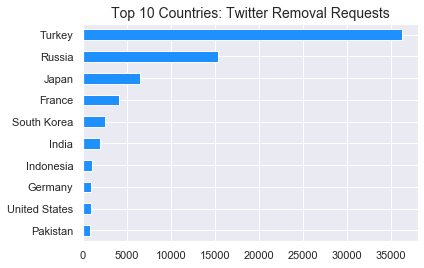 Top 10 Countries: Twitter Removal Requests
Turkey
Russia
Japan
France
South Korea
India
Indonesia
Germany
United States
Pakistan
0 5000 10000 15000 20000 25000 30000 35000